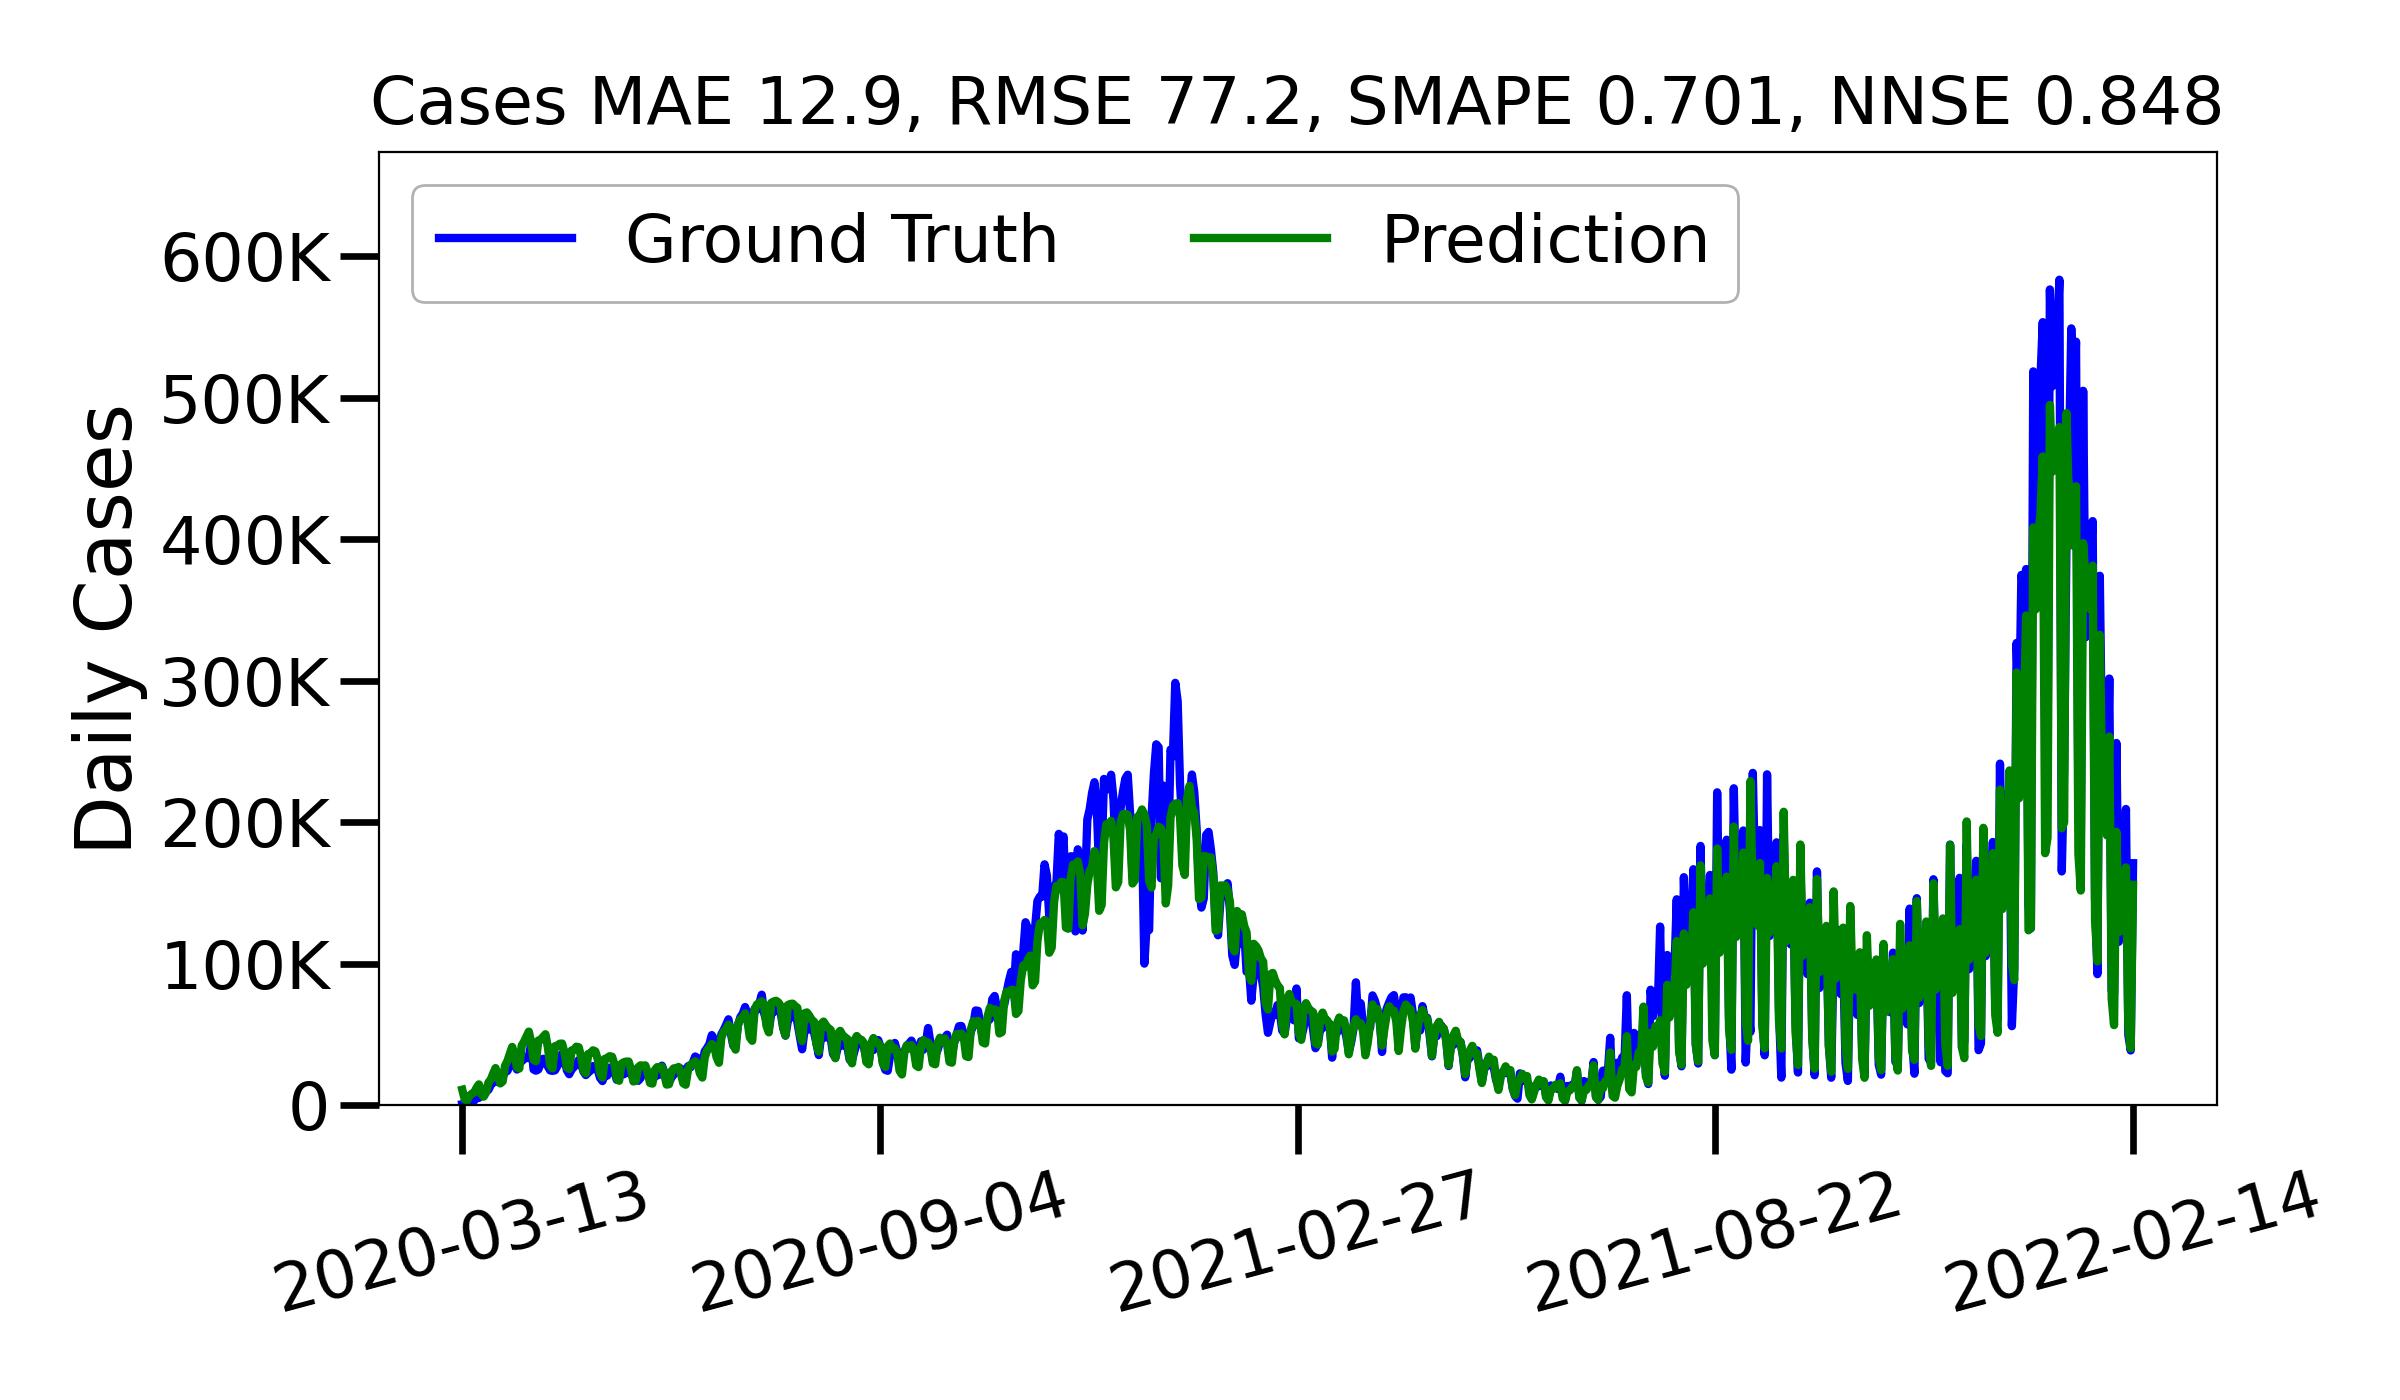 Cases MAE 12.9, RMSE 77.2, SMAPE 0.701, NNSE 0.848
Ground Truth
Prediction
Daily Cases
600K
500K
400K
300K
200K
100K
0
2020-03-13
2020-09-04
2021-02-27
2021-08-22
2022-02-14